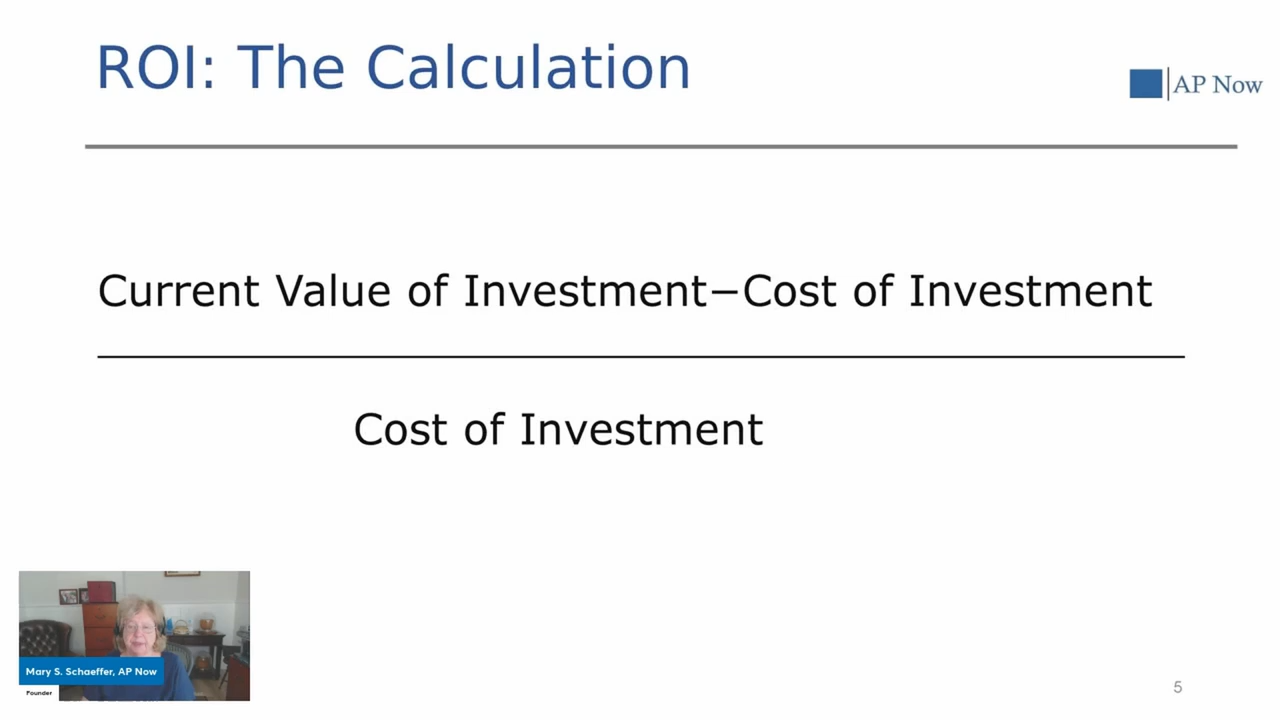 ROI: The Calculation
AP Now
Current Value of Investment−Cost of Investment
Cost of Investment
Mary S. Schaeffer, AP Now
Founder
5